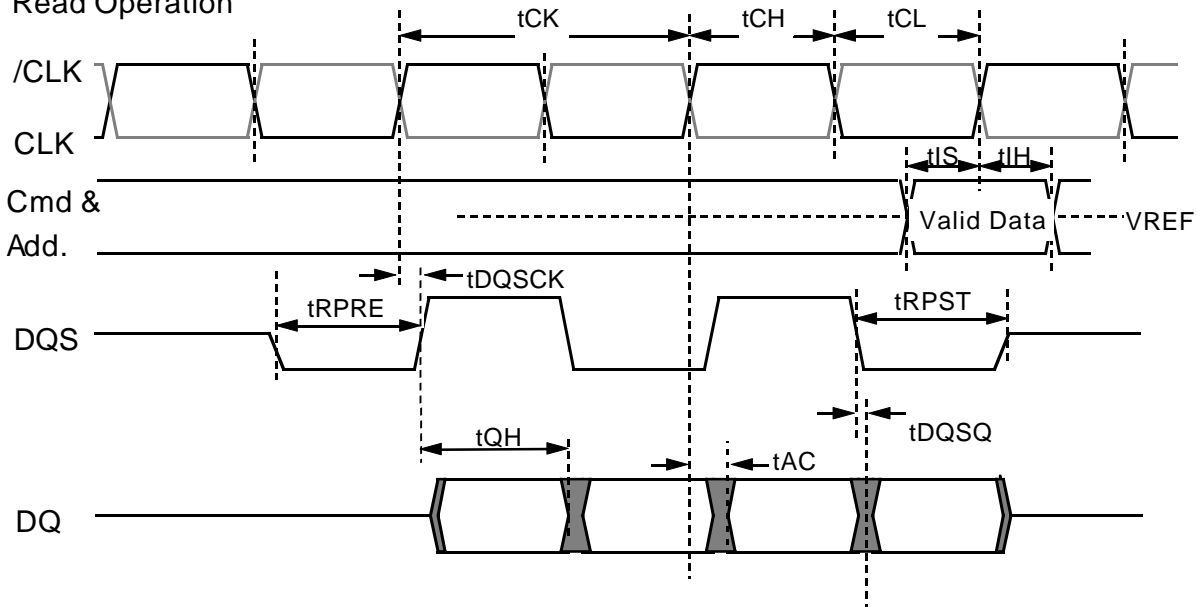 Read Operation
tCK
tCH
tCL
/CLK
CLK
tIS
tIH
Cmd &
Add.
Valid Data
VREF
tDQSCK
tRPRE
tRPST
DQS
tDQSQ
tQH
tAC
DQ